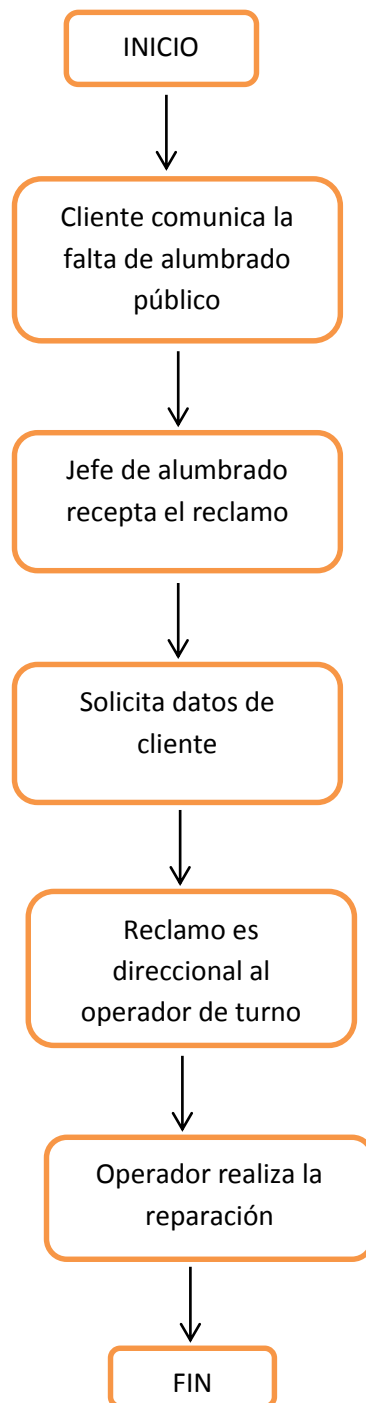 INICIO
Cliente comunica la
falta de alumbrado
público
Jefe de alumbrado
recepta el reclamo
Solicita datos de
cliente
Reclamo es
direccional al
operador de turno
Operador realiza la
reparación
FIN